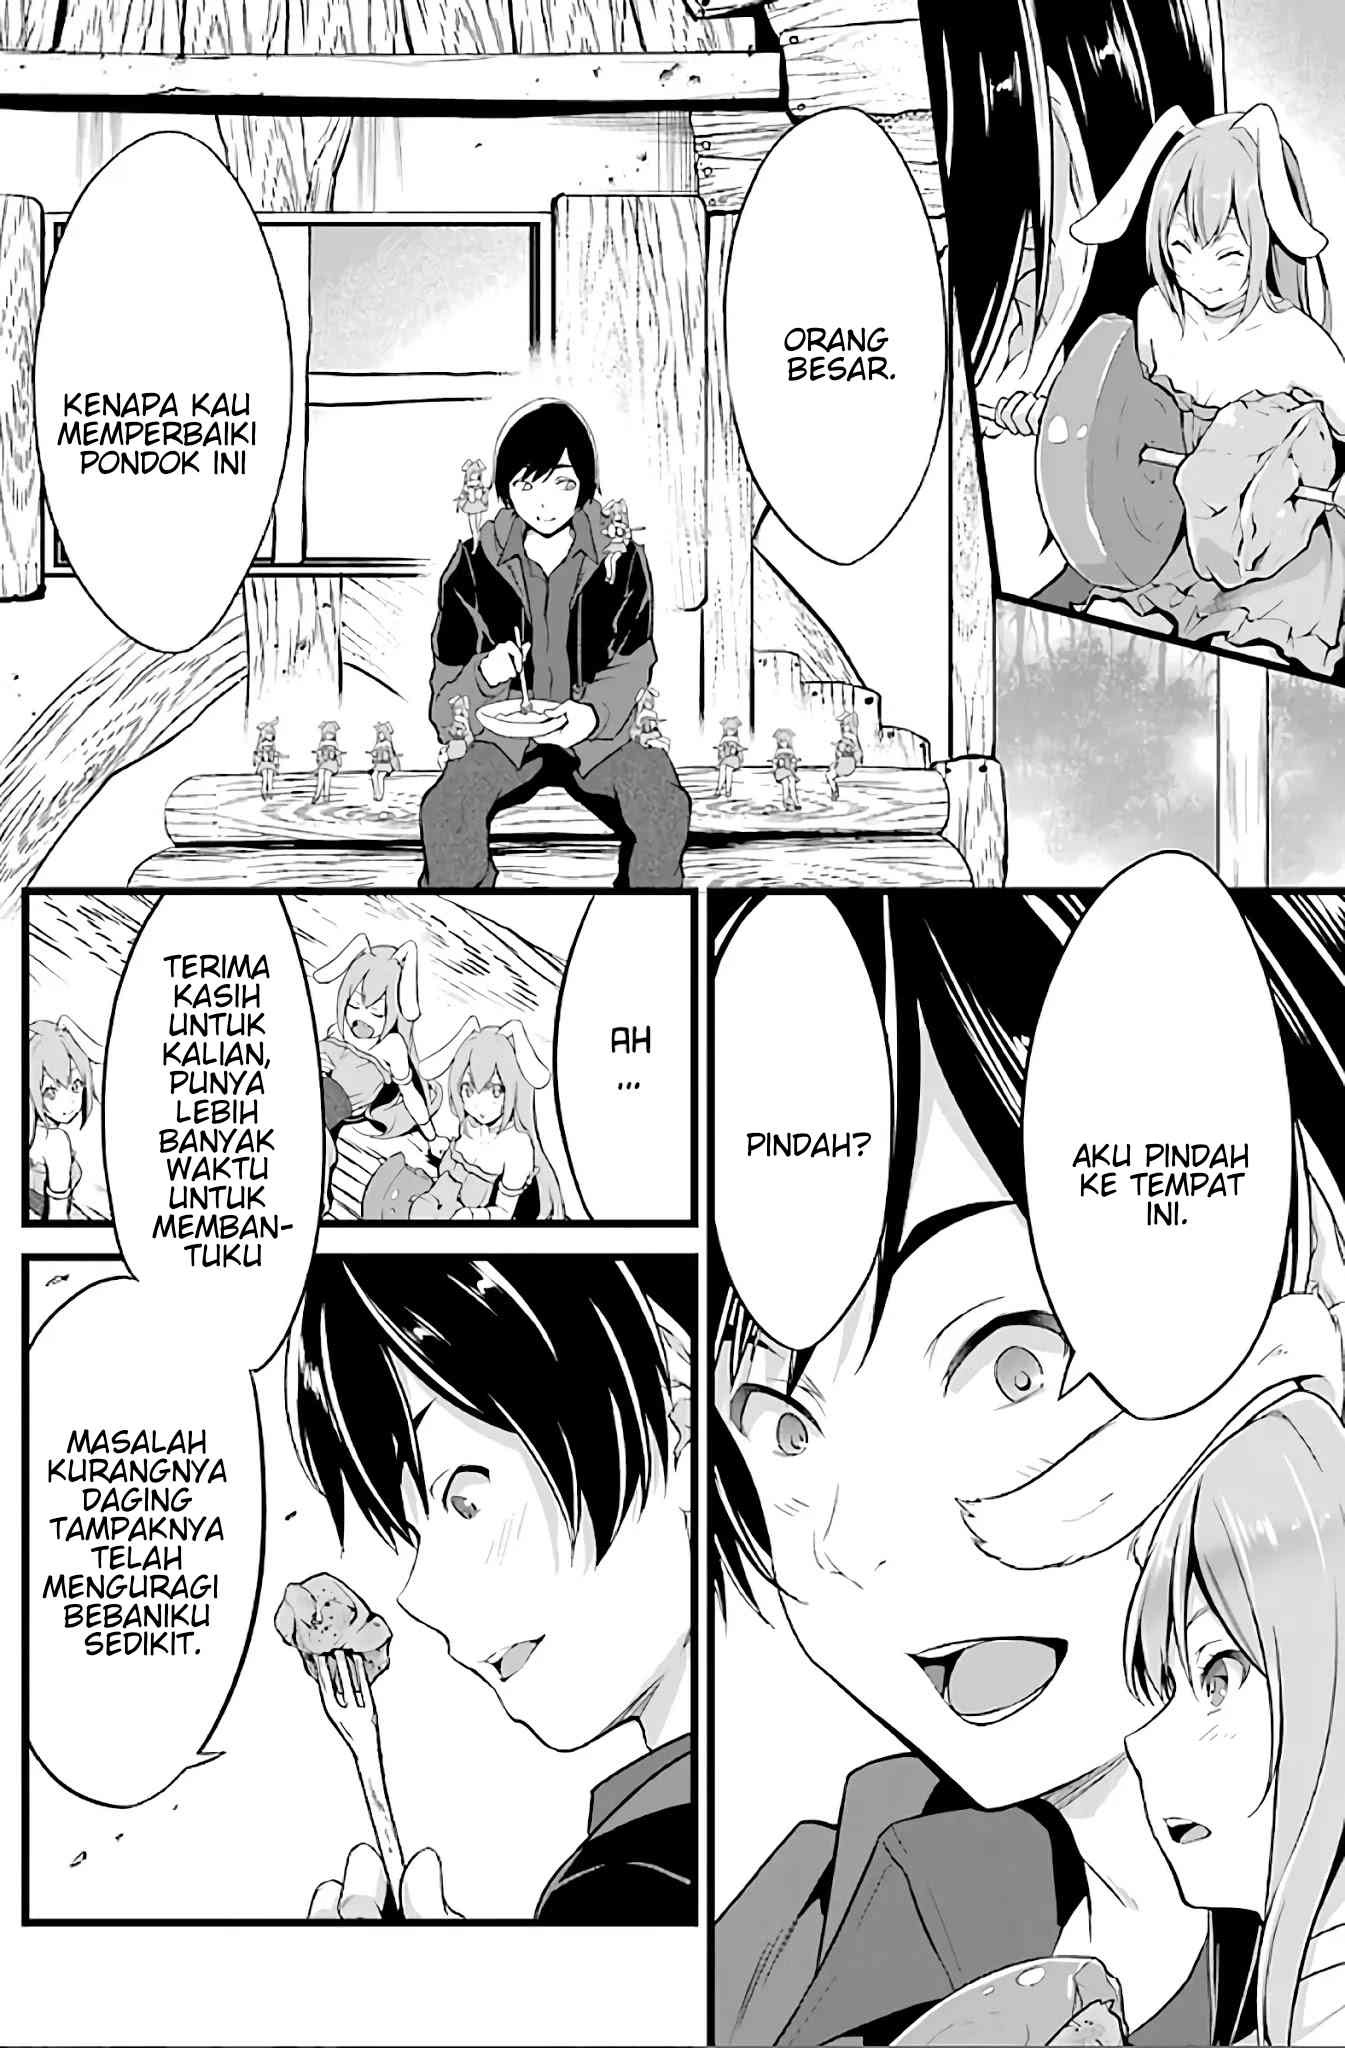 ORANG
BESAR.
KENAPA KAU
MEMPERBAIKI
PONDOK INI
AKU PINDAH
KE TEMPAT
INI.
PINDAH?
AH
...
TERIMA
KASIH
UNTUK
KALIAN,
PUNYA
LEBIH
BANYAK
WAKTU
UNTUK
MEMBAN-
TUKU
MASALAH
KURANGNYA
DAGING
TAMPAKNYA
TELAH
MENGURAGI
BEBANIKU
SEDIKIT.